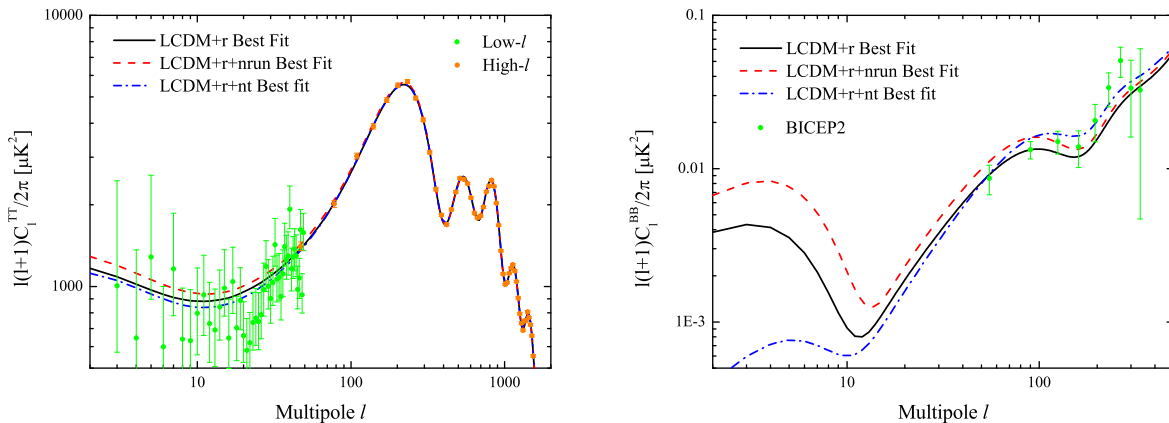 10000
LCDM+r Best Fit
LCDM+r+nrun Best Fit
LCDM+r+nt Best fit
Low-l
High-l
l(l+1)C_l^TT/2π [μK²]
1000
10
100
1000
Multipole l
0.1
LCDM+r Best Fit
LCDM+r+nrun Best Fit
LCDM+r+nt Best fit
BICEP2
l(l+1)C_l^BB/2π [μK²]
0.01
1E-3
10
100
Multipole l